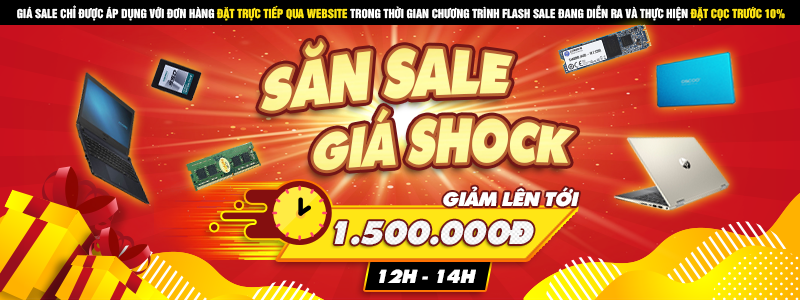 GIÁ SALE CHỈ ĐƯỢC ÁP DỤNG VỚI ĐƠN HÀNG ĐẶT TRỰC TIẾP QUA WEBSITE TRONG THỜI GIAN CHƯƠNG TRÌNH FLASH SALE ĐANG DIỄN RA VÀ THỰC HIỆN ĐẶT CỌC TRƯỚC 10%
SĂN SALE
GIÁ SHOCK
GIẢM LÊN TỚI
1.500.000Đ
12H - 14H